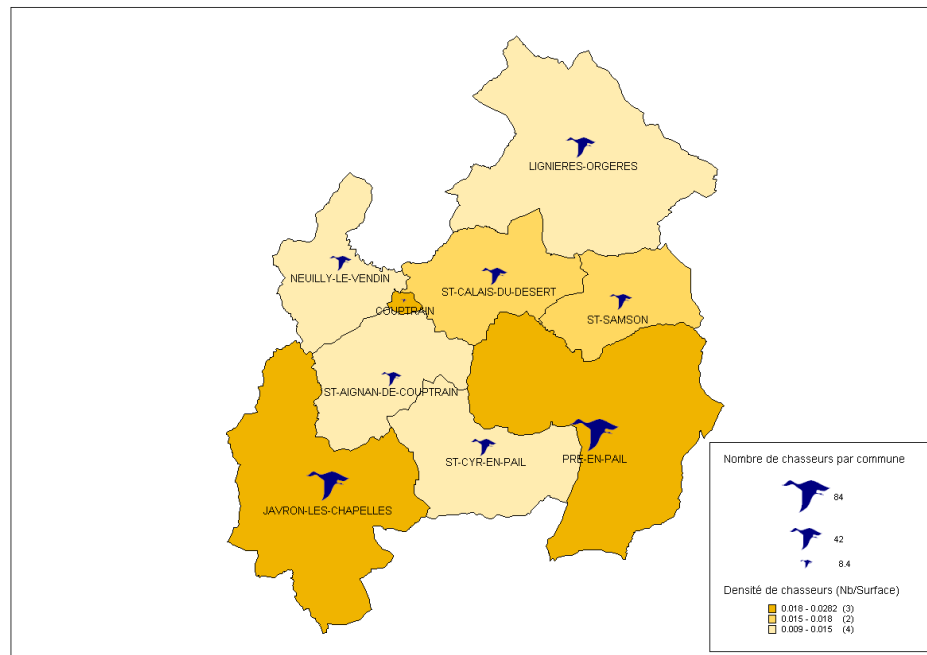 LIGNIERES-ORGERES
NEUILLY-LE-VENDIN
ST-CALAIS-DU-DESERT
COUPTRAIN
ST-SAMSON
ST-AIGNAN-DE-COUPTRAIN
ST-CYR-EN-PAIL
PRE-EN-PAIL
JAVRON-LES-CHAPELLES
Nombre de chasseurs par commune
84
42
8.4
Densité de chasseurs (Nb/Surface)
0.018 - 0.0282 (3)
0.015 - 0.018 (2)
0.009 - 0.015 (4)